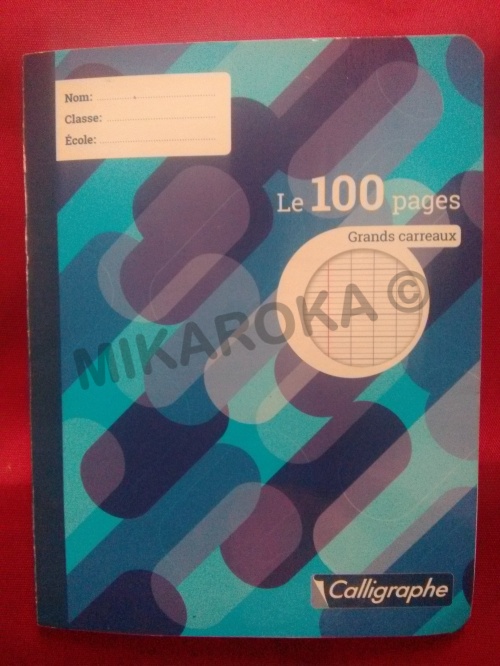 Nom:
Classe:
École:
Le 100 pages
Grands carreaux
MIKAROKA ©
Calligraphe